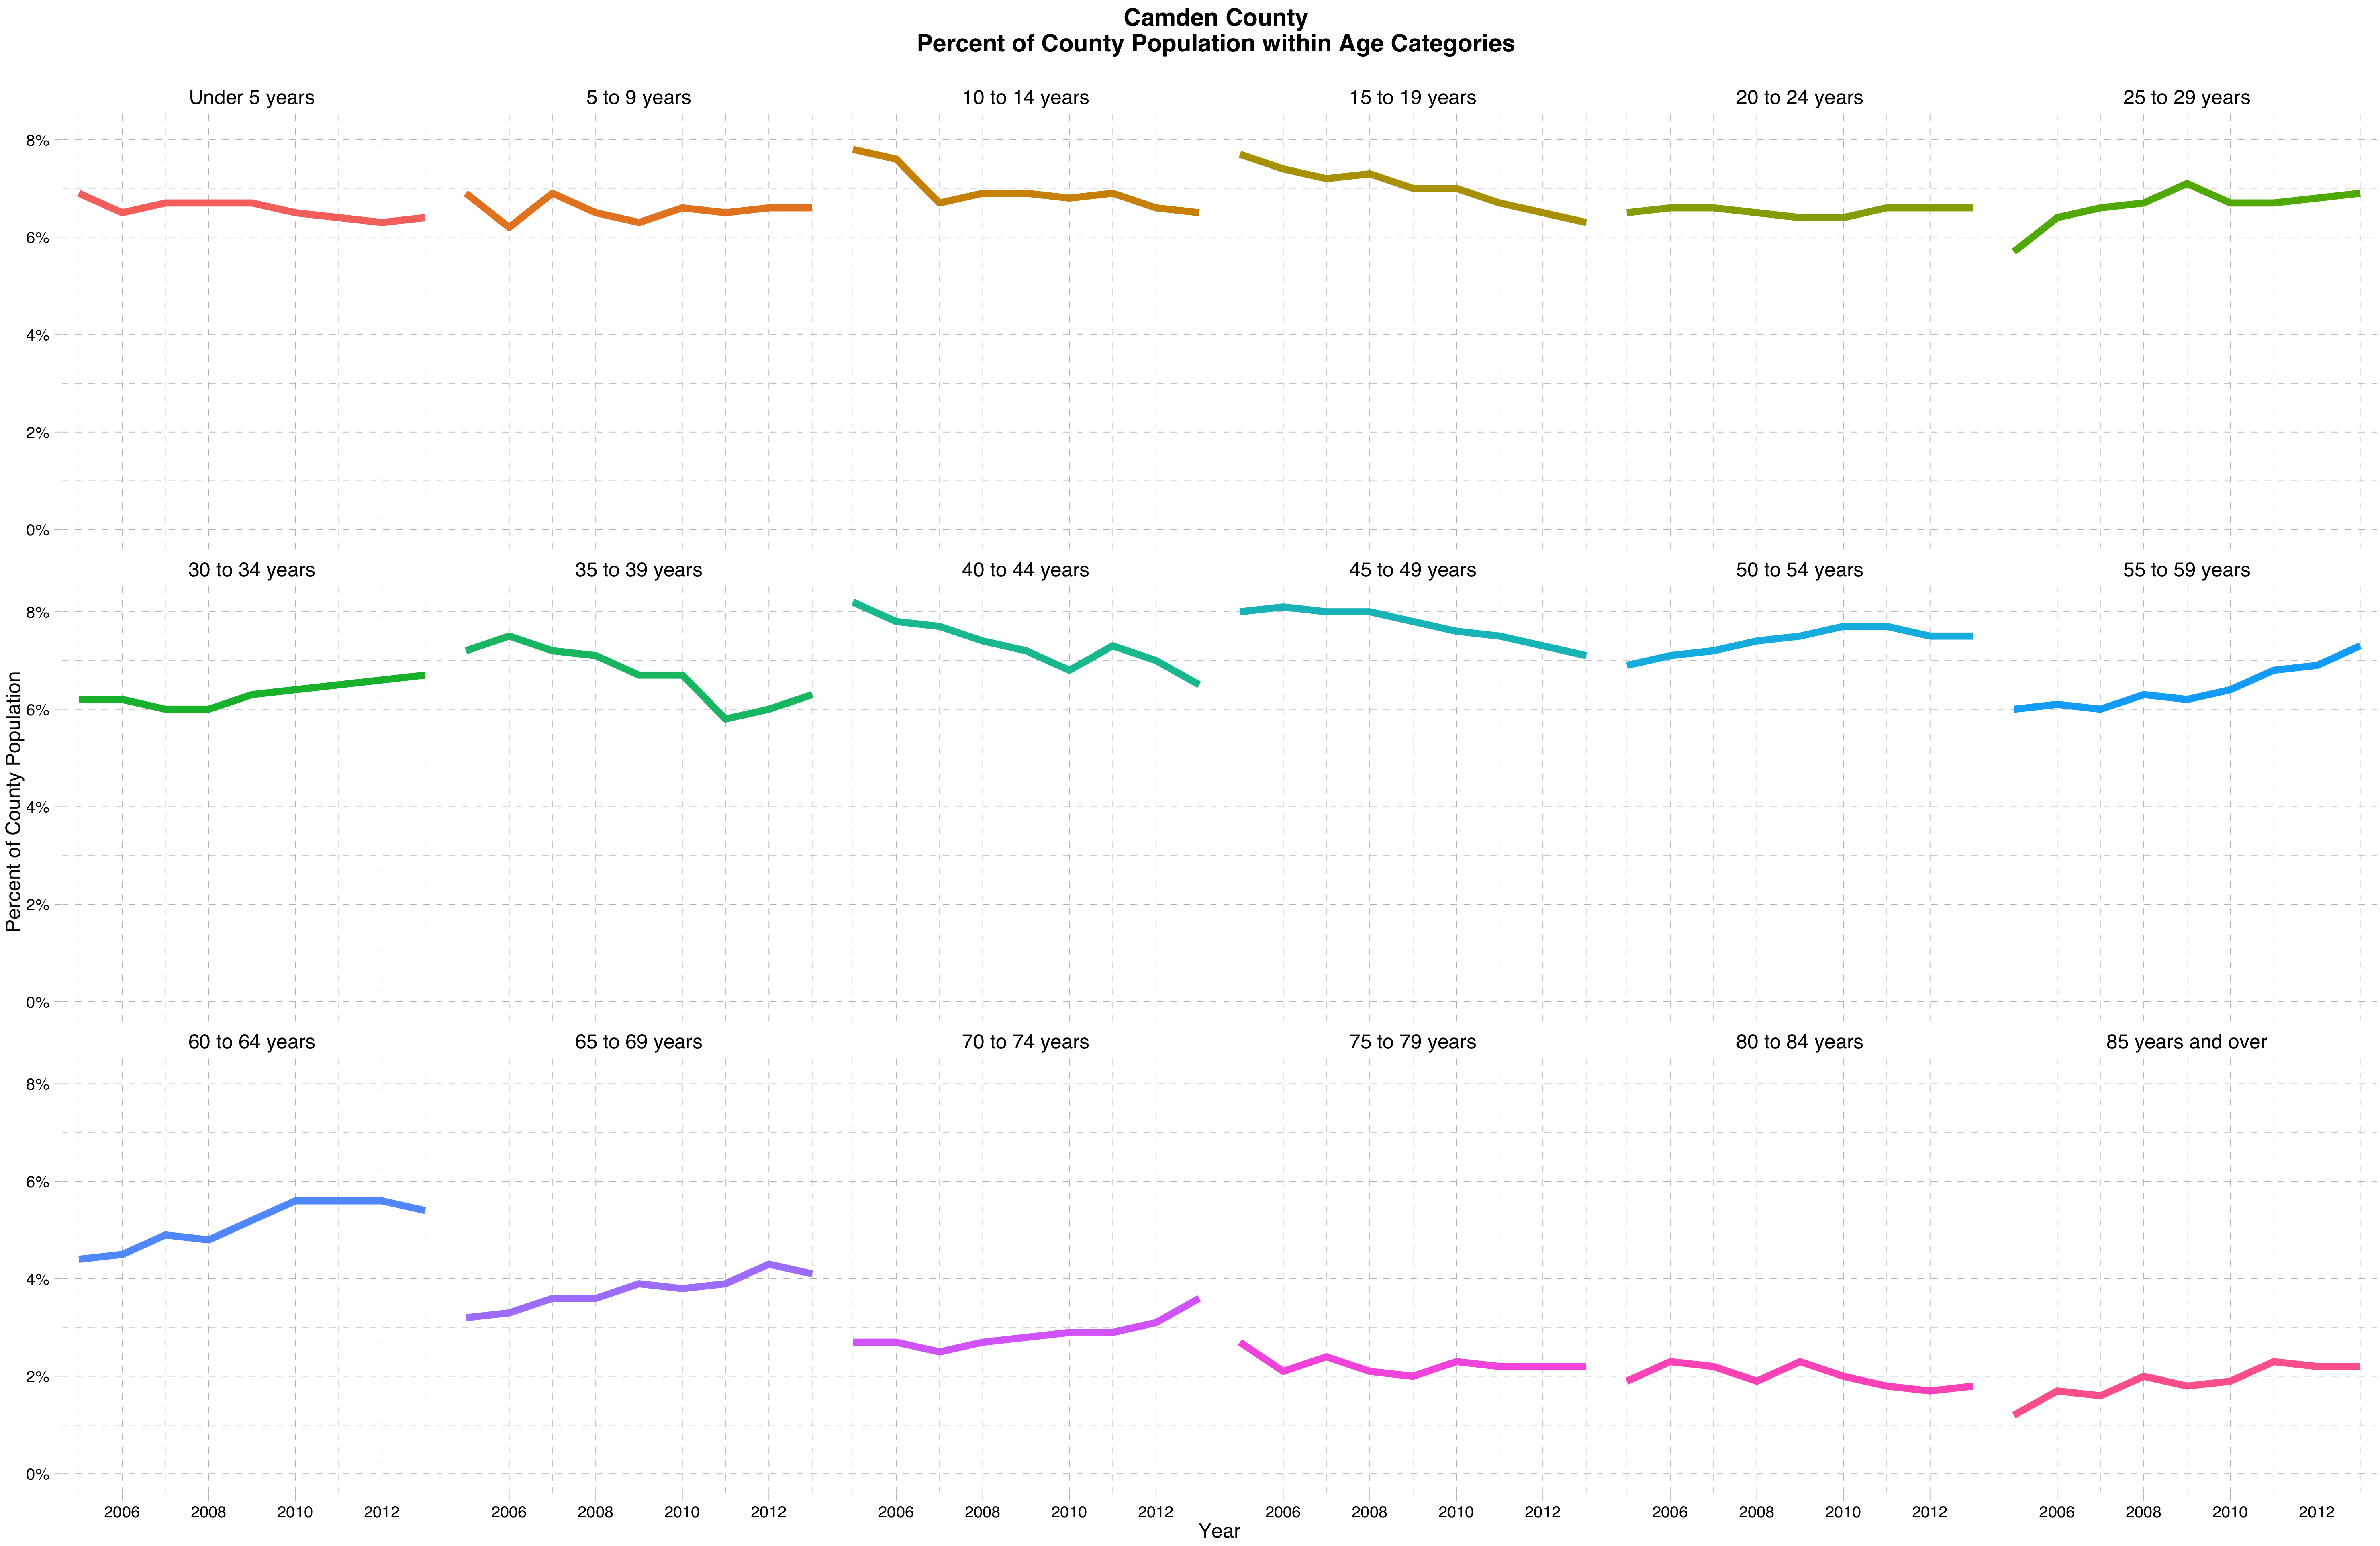 Camden County
Percent of County Population within Age Categories
Under 5 years
5 to 9 years
10 to 14 years
15 to 19 years
20 to 24 years
25 to 29 years
8%
6%
4%
2%
0%
30 to 34 years
35 to 39 years
40 to 44 years
45 to 49 years
50 to 54 years
55 to 59 years
8%
6%
4%
2%
0%
Percent of County Population
60 to 64 years
65 to 69 years
70 to 74 years
75 to 79 years
80 to 84 years
85 years and over
8%
6%
4%
2%
0%
2006 2008 2010 2012
2006 2008 2010 2012
2006 2008 2010 2012
2006 2008 2010 2012
2006 2008 2010 2012
2006 2008 2010 2012
Year